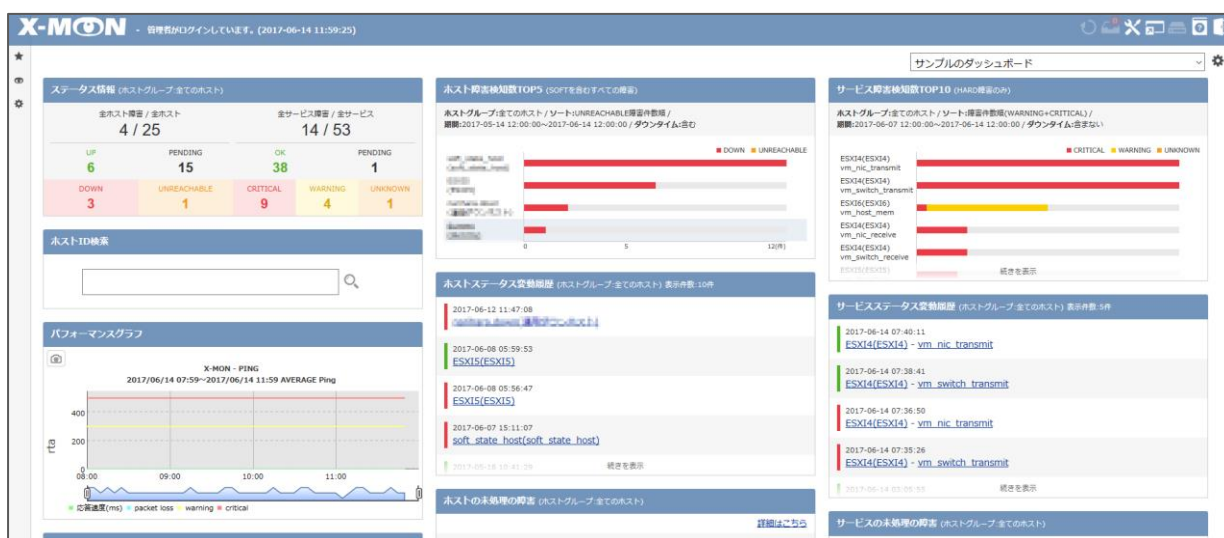 X-MON - 管理者がログインしています。(2017-06-14 11:59:25)
サンプルのダッシュボード
ステータス情報 (ホストグループ:全てのホスト)
全ホスト障害 / 全ホスト
4 / 25
全サービス障害 / 全サービス
14 / 53
UP
6
PENDING
15
OK
38
PENDING
1
DOWN
3
UNREACHABLE
1
CRITICAL
9
WARNING
4
UNKNOWN
1
ホストID検索
パフォーマンスグラフ
X-MON - PING
2017/06/14 07:59~2017/06/14 11:59 AVERAGE Ping
rta
400
200
0
08:00 09:00 10:00 11:00
応答速度(ms) packet loss warning critical
ホスト障害検知数TOP5 (SOFTを含むすべての障害)
ホストグループ:全てのホスト / ソート:UNREACHABLE障害件数順 /
期間:2017-05-14 12:00:00~2017-06-14 12:00:00 / ダウンタイム:含む
DOWN UNREACHABLE
0 5 12(件)
ホストステータス変動履歴 (ホストグループ:全てのホスト) 表示件数:10件
2017-06-12 11:47:08
2017-06-08 05:59:53
ESXI5(ESXI5)
2017-06-08 05:56:47
ESXI5(ESXI5)
2017-06-07 15:11:07
soft_state_host(soft_state_host)
続きを表示
ホストの未処理の障害 (ホストグループ:全てのホスト)
詳細はこちら
サービス障害検知数TOP10 (HARD障害のみ)
ホストグループ:全てのホスト / ソート:障害件数順(WARNING+CRITICAL) /
期間:2017-06-07 12:00:00~2017-06-14 12:00:00 / ダウンタイム:含まない
CRITICAL WARNING UNKNOWN
ESXI4(ESXI4)
vm_nic_transmit
ESXI4(ESXI4)
vm_switch_transmit
ESXI6(ESXI6)
vm_host_mem
ESXI4(ESXI4)
vm_nic_receive
ESXI4(ESXI4)
vm_switch_receive
ESXI5(ESXI5)
続きを表示
サービスステータス変動履歴 (ホストグループ:全てのホスト) 表示件数:5件
2017-06-14 07:40:11
ESXI4(ESXI4) - vm_nic_transmit
2017-06-14 07:38:41
ESXI4(ESXI4) - vm_switch_transmit
2017-06-14 07:36:50
ESXI4(ESXI4) - vm_nic_transmit
2017-06-14 07:35:26
ESXI4(ESXI4) - vm_switch_transmit
続きを表示
サービスの未処理の障害 (ホストグループ:全てのホスト)